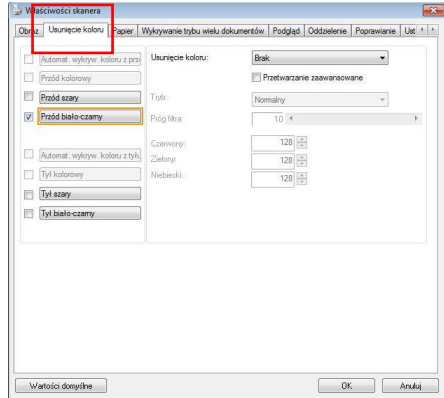 Właściwości skanera
Obraz Usunięcie koloru Papier Wykrywanie trybu wielu dokumentów Podgląd Oddzielenie Poprawianie Ust
Automat. wykryw. koloru z prz Usunięcie koloru: Brak
Przód kolorowy Przetwarzanie zaawansowane
Przód szary Tryb: Normalny
Przód biało-czarny Próg filtra: 10
Czerwony: 128
Automat. wykryw. koloru z tyłu Zielony: 128
Tył kolorowy Niebieski: 128
Tył szary
Tył biało-czarny
Wartości domyślne OK Anuluj